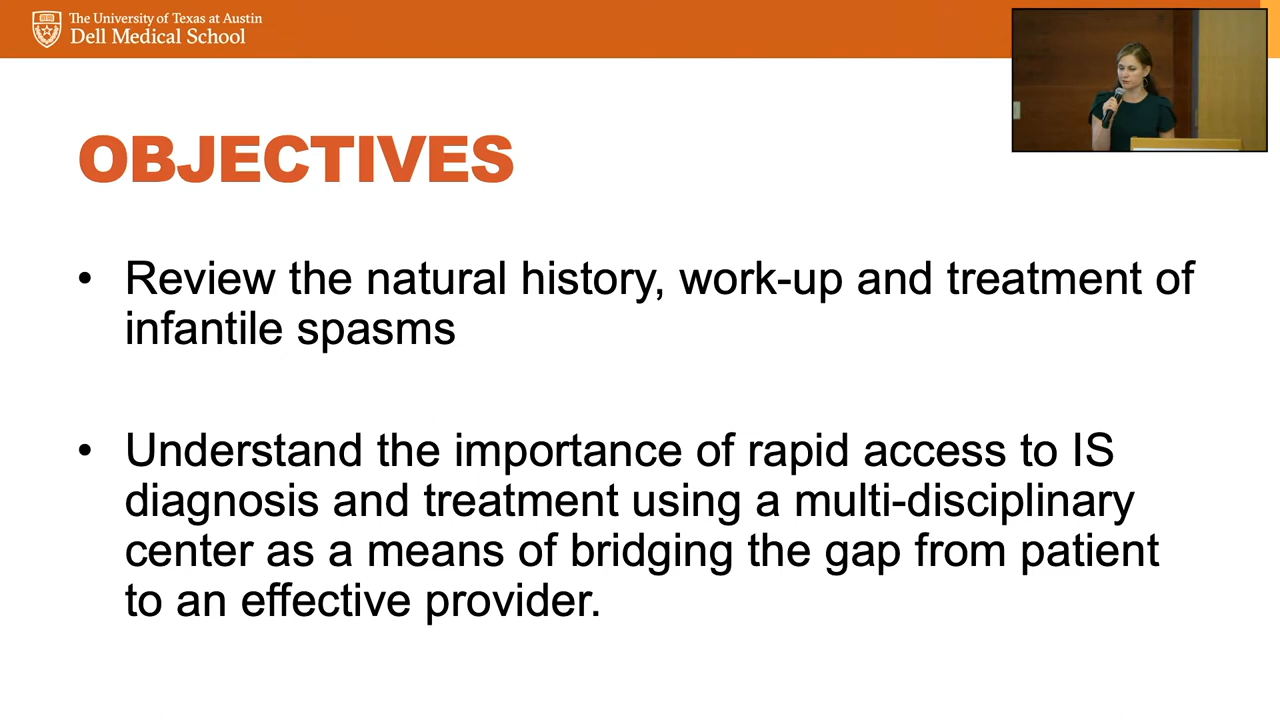 The University of Texas at Austin
Dell Medical School
OBJECTIVES
• Review the natural history, work-up and treatment of
infantile spasms
• Understand the importance of rapid access to IS
diagnosis and treatment using a multi-disciplinary
center as a means of bridging the gap from patient
to an effective provider.